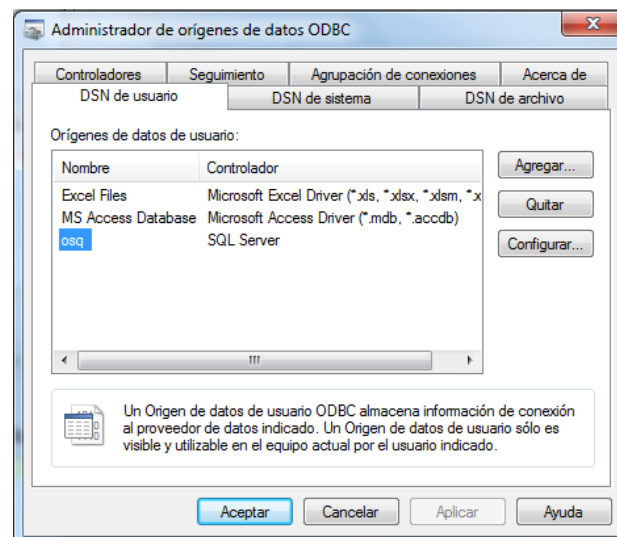 Administrador de orígenes de datos ODBC
Controladores Seguimiento Agrupación de conexiones Acerca de
DSN de usuario DSN de sistema DSN de archivo
Orígenes de datos de usuario:
Nombre Controlador
Excel Files Microsoft Excel Driver (*.xls, *.xlsx, *.xlsm, *.x
MS Access Database Microsoft Access Driver (*.mdb, *.accdb)
osq SQL Server
Agregar...
Quitar
Configurar...
Un Origen de datos de usuario ODBC almacena información de conexión
al proveedor de datos indicado. Un Origen de datos de usuario sólo es
visible y utilizable en el equipo actual por el usuario indicado.
Aceptar Cancelar Aplicar Ayuda